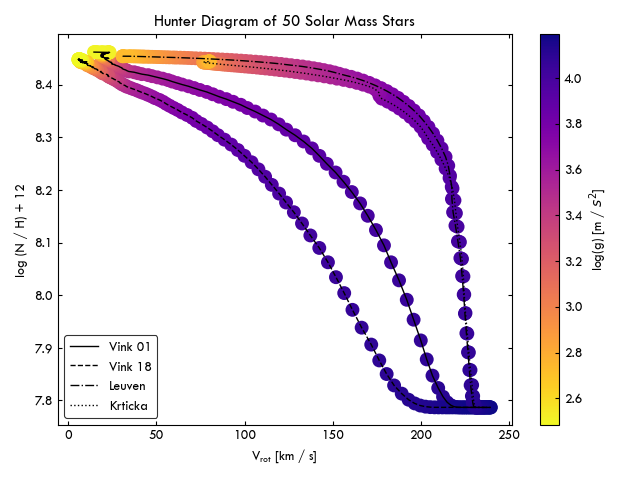 Hunter Diagram of 50 Solar Mass Stars
8.4
8.3
8.2
8.1
8.0
7.9
7.8
log (N / H) + 12
Vink 01
Vink 18
Leuven
Krticka
0
50
100
150
200
250
V_rot [km / s]
4.0
3.8
3.6
3.4
3.2
3.0
2.8
2.6
log(g) [m / s²]